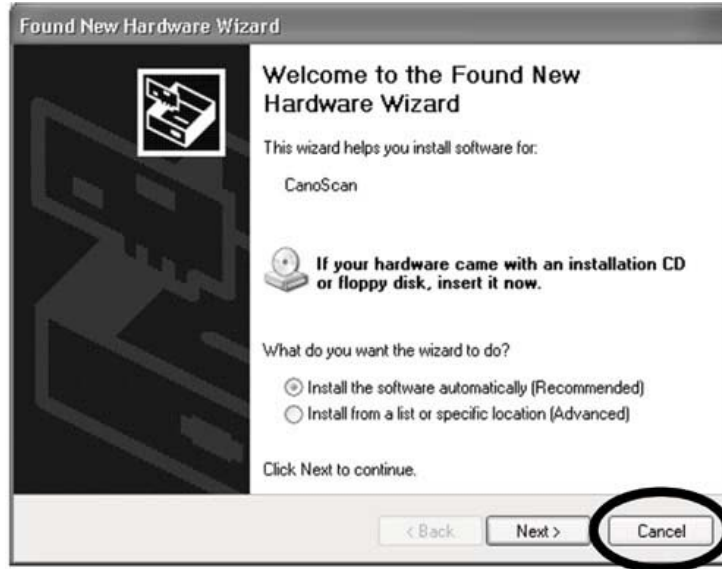 Found New Hardware Wizard
Welcome to the Found New
Hardware Wizard
This wizard helps you install software for:
CanoScan
If your hardware came with an installation CD
or floppy disk, insert it now.
What do you want the wizard to do?
Install the software automatically (Recommended)
Install from a list or specific location (Advanced)
Click Next to continue.
< Back
Next >
Cancel